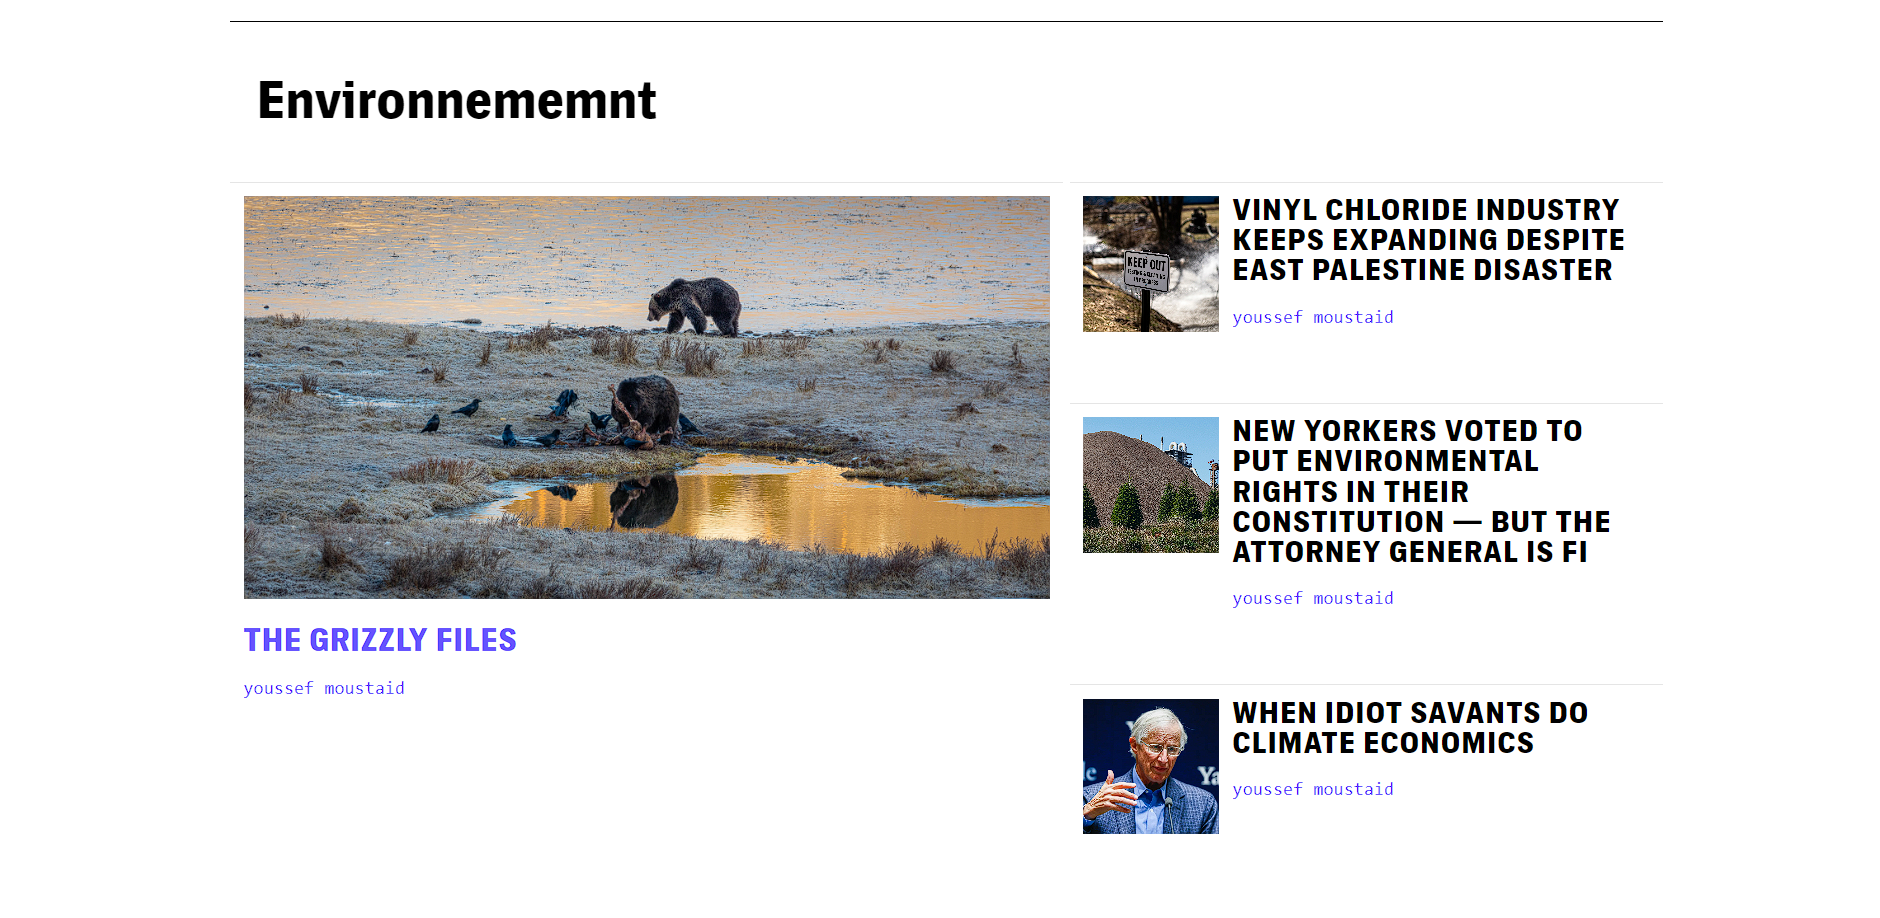 Environnememnt
THE GRIZZLY FILES
youssef moustaid
KEEP OUT
VINYL CHLORIDE INDUSTRY
KEEPS EXPANDING DESPITE
EAST PALESTINE DISASTER
youssef moustaid
NEW YORKERS VOTED TO
PUT ENVIRONMENTAL
RIGHTS IN THEIR
CONSTITUTION — BUT THE
ATTORNEY GENERAL IS FI
youssef moustaid
Ya
WHEN IDIOT SAVANTS DO
CLIMATE ECONOMICS
youssef moustaid